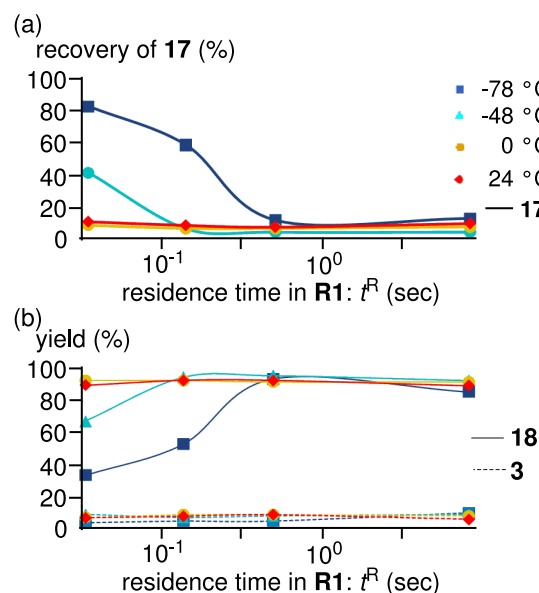 (a)
recovery of 17 (%)
100
80
60
40
20
0
-78 °C
-48 °C
0 °C
24 °C
17
10-1
100
residence time in R1: tR (sec)
(b)
yield (%)
100
80
60
40
20
0
18
3
10-1
100
residence time in R1: tR (sec)